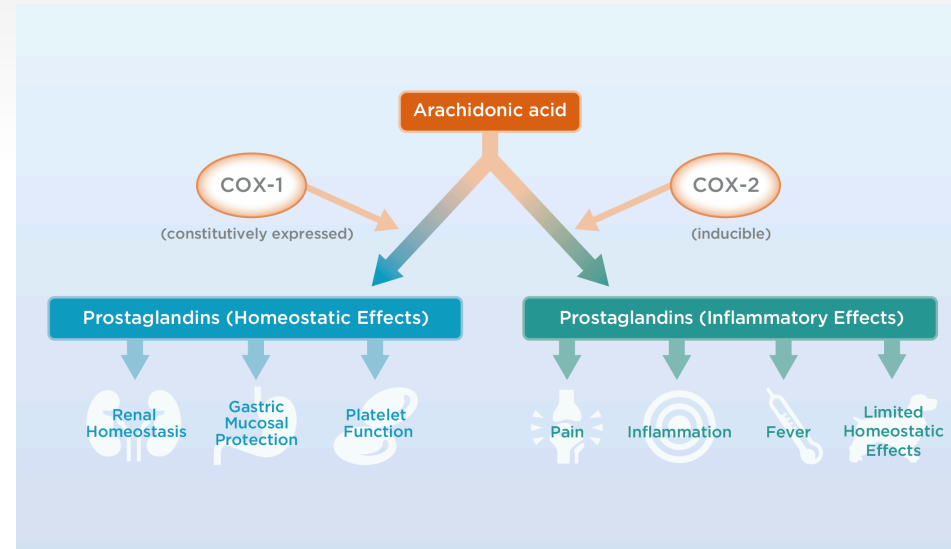 Arachidonic acid
COX-1
COX-2
(constitutively expressed)
(inducible)
Prostaglandins (Homeostatic Effects)
Prostaglandins (Inflammatory Effects)
Renal
Homeostasis
Gastric
Mucosal
Protection
Platelet
Function
Pain
Inflammation
Fever
Limited
Homeostatic
Effects